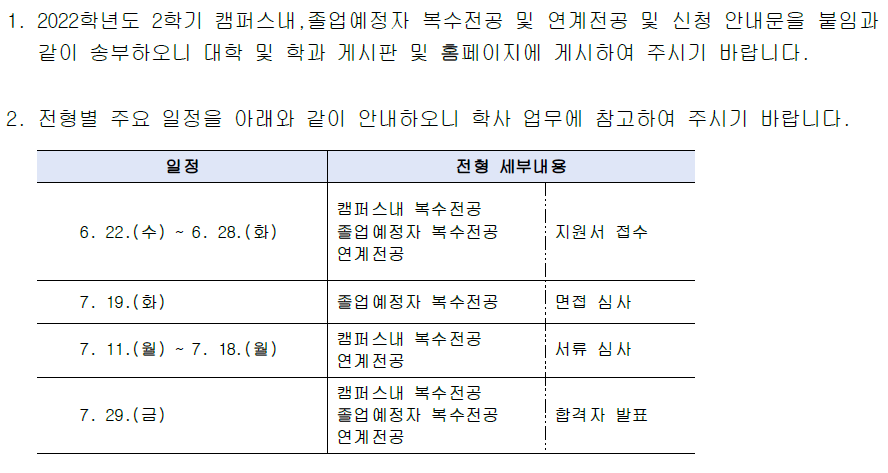 1. 2022학년도 2학기 캠퍼스내,졸업예정자 복수전공 및 연계전공 및 신청 안내문을 붙임과
같이 송부하오니 대학 및 학과 게시판 및 홈페이지에 게시하여 주시기 바랍니다.
2. 전형별 주요 일정을 아래와 같이 안내하오니 학사 업무에 참고하여 주시기 바랍니다.
일정 전형 세부내용
캠퍼스내 복수전공
6. 22.(수) ~ 6. 28.(화) 졸업예정자 복수전공 지원서 접수
연계전공
7. 19.(화) 졸업예정자 복수전공 면접 심사
캠퍼스내 복수전공
7. 11.(월) ~ 7. 18.(월) 서류 심사
연계전공
캠퍼스내 복수전공
7. 29.(금) 졸업예정자 복수전공 합격자 발표
연계전공